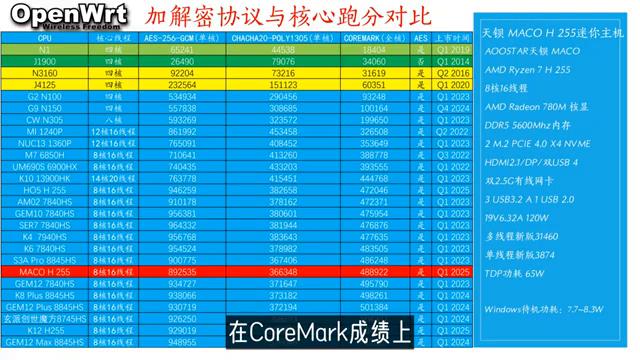 OpenWrt
Wireless Freedom
加解密协议与核心跑分对比
CPU 核心线程 AES-256-GCM(单核) CHACHA20-POLY1305(单核) COREMARK(全核) AES 上市时间
N1 四核 65241 44538 18404 是 Q1 2019
J1900 四核 26490 79076 34060 否 Q1 2014
N3160 四核 92204 73216 31619 是 Q2 2016
J4125 四核 232564 151123 60351 是 Q1 2020
G2 N100 四核 534934 290456 93248 是 Q1 2023
G9 N150 四核 557838 308685 100164 是 Q4 2024
CW N305 八核 593269 323572 199650 是 Q1 2023
MI 1240P 12核16线程 861992 453458 326508 是 Q2 2022
NUC13 1360P 12核16线程 765091 408452 353649 是 Q1 2023
M7 6850H 8核16线程 710641 413260 388778 是 Q3 2022
UM690S 6900HX 8核16线程 740435 433203 393555 是 Q1 2022
K10 13900HK 14核20线程 763778 415451 444768 是 Q1 2023
HO5 H 255 8核16线程 946259 382658 472046 是 Q1 2025
AM02 7840HS 8核16线程 910178 378162 472371 是 Q1 2023
GEM10 7840HS 8核16线程 956381 380601 475954 是 Q1 2023
SER7 7840HS 8核16线程 964332 381944 476876 是 Q1 2023
K4 7940HS 8核16线程 956768 383643 477635 是 Q1 2023
K6 7840HS 8核16线程 954524 378982 483505 是 Q1 2023
S3A Pro 8845HS 8核16线程 900775 367406 486248 是 Q1 2024
MACO H 255 8核16线程 892535 366348 488922 是 Q1 2025
GEM12 7840HS 8核16线程 934727 371647 495790 是 Q1 2023
K8 Plus 8845HS 8核16线程 938066 373182 498261 是 Q1 2024
GEM12 Plus 8845HS 8核16线程 930719 372194 501384 是 Q1 2024
玄派创世魔方8745HS 8核16线程 926250 是
K12 H255 8核16线程 929019 是 Q1 2025
GEM12 Max 8845HS 8核16线程 948955 是 Q1 2024
天钡 MACO H 255迷你主机
AOOSTAR天钡 MACO
AMD Ryzen 7 H 255
8核16线程
AMD Radeon 780M 核显
DDR5 5600Mhz内存
2 M.2 PCIE 4.0 X4 NVME
HDMI2.1/DP/双USB 4
双2.5G有线网卡
3 USB3.2 A 1 USB 2.0
19V6.32A 120W
多线程新版31460
单线程新版3874
TDP功耗 65W
Windows待机功耗：7.7~8.3W
在CoreMark成绩上